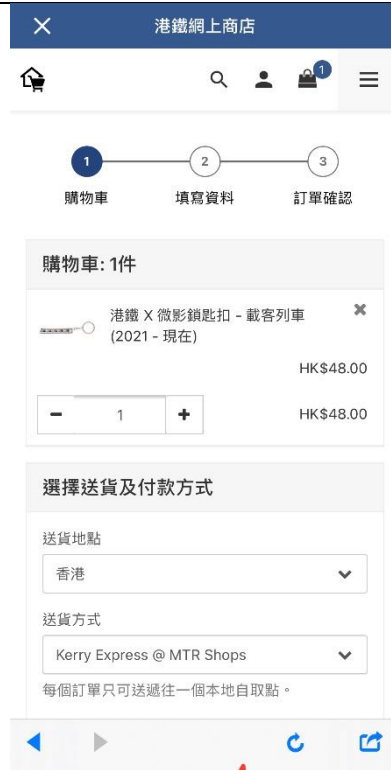 港鐵網上商店
1
1
2
3
購物車
填寫資料
訂單確認
購物車: 1件
港鐵 X 微影鎖匙扣 - 載客列車
(2021 - 現在)
HK$48.00
1
HK$48.00
選擇送貨及付款方式
送貨地點
香港
送貨方式
Kerry Express @ MTR Shops
每個訂單只可送遞往一個本地自取點。